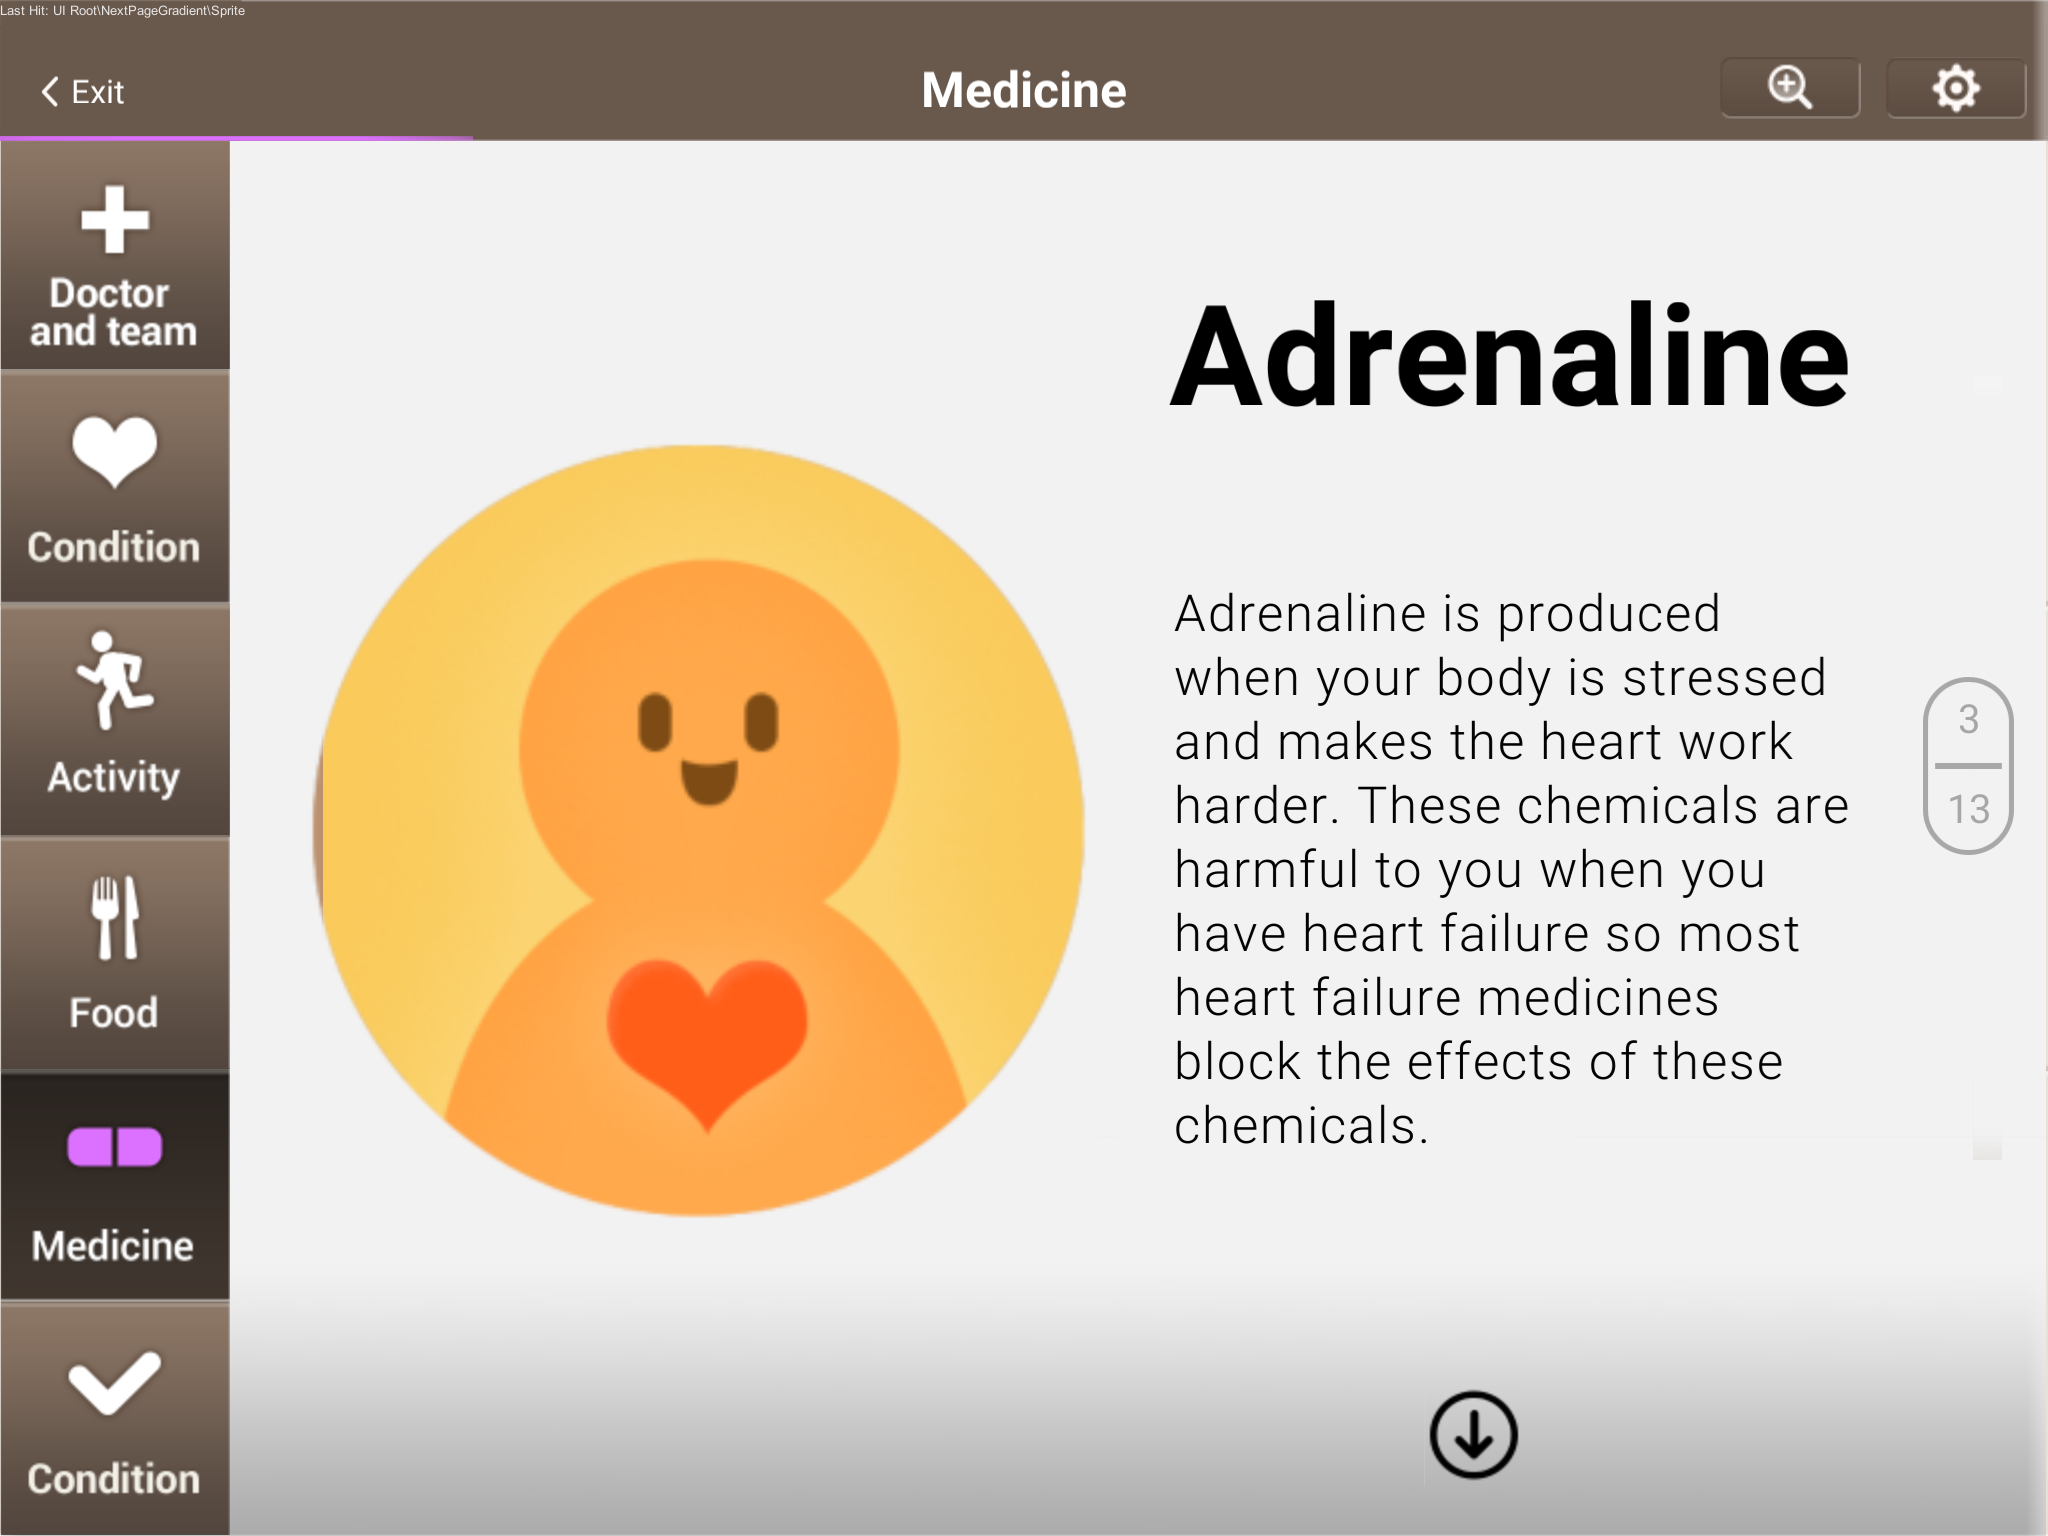 Last Hit: UI Root\NextPageGradient\Sprite
Exit
Medicine
Doctor
and team
Condition
Activity
Food
Medicine
Condition
Adrenaline
Adrenaline is produced
when your body is stressed
and makes the heart work
harder. These chemicals are
harmful to you when you
have heart failure so most
heart failure medicines
block the effects of these
chemicals.
3
13